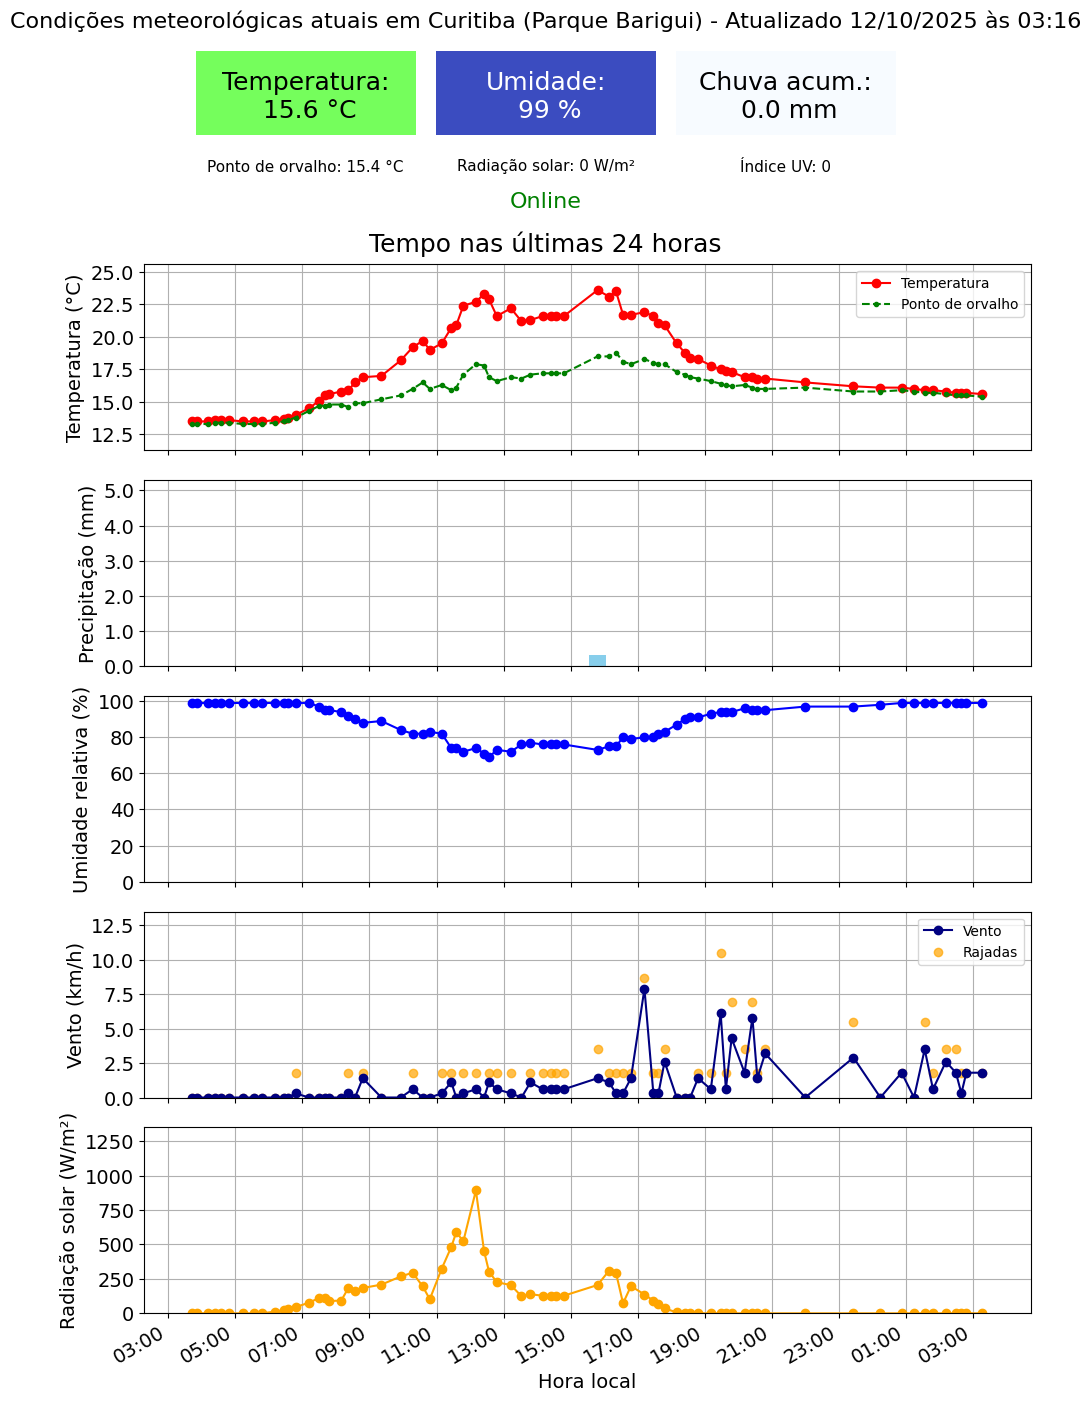 Condições meteorológicas atuais em Curitiba (Parque Barigui) - Atualizado 12/10/2025 às 03:16
Temperatura:
15.6 °C
Umidade:
99 %
Chuva acum.:
0.0 mm
Ponto de orvalho: 15.4 °C
Radiação solar: 0 W/m²
Índice UV: 0
Online
Tempo nas últimas 24 horas
Temperatura (°C)
25.0
22.5
20.0
17.5
15.0
12.5
Temperatura
Ponto de orvalho
Precipitação (mm)
5.0
4.0
3.0
2.0
1.0
0.0
Umidade relativa (%)
100
80
60
40
20
0
Vento (km/h)
12.5
10.0
7.5
5.0
2.5
0.0
Vento
Rajadas
Radiação solar (W/m²)
1250
1000
750
500
250
0
03:00
05:00
07:00
09:00
11:00
13:00
15:00
17:00
19:00
21:00
23:00
01:00
03:00
Hora local